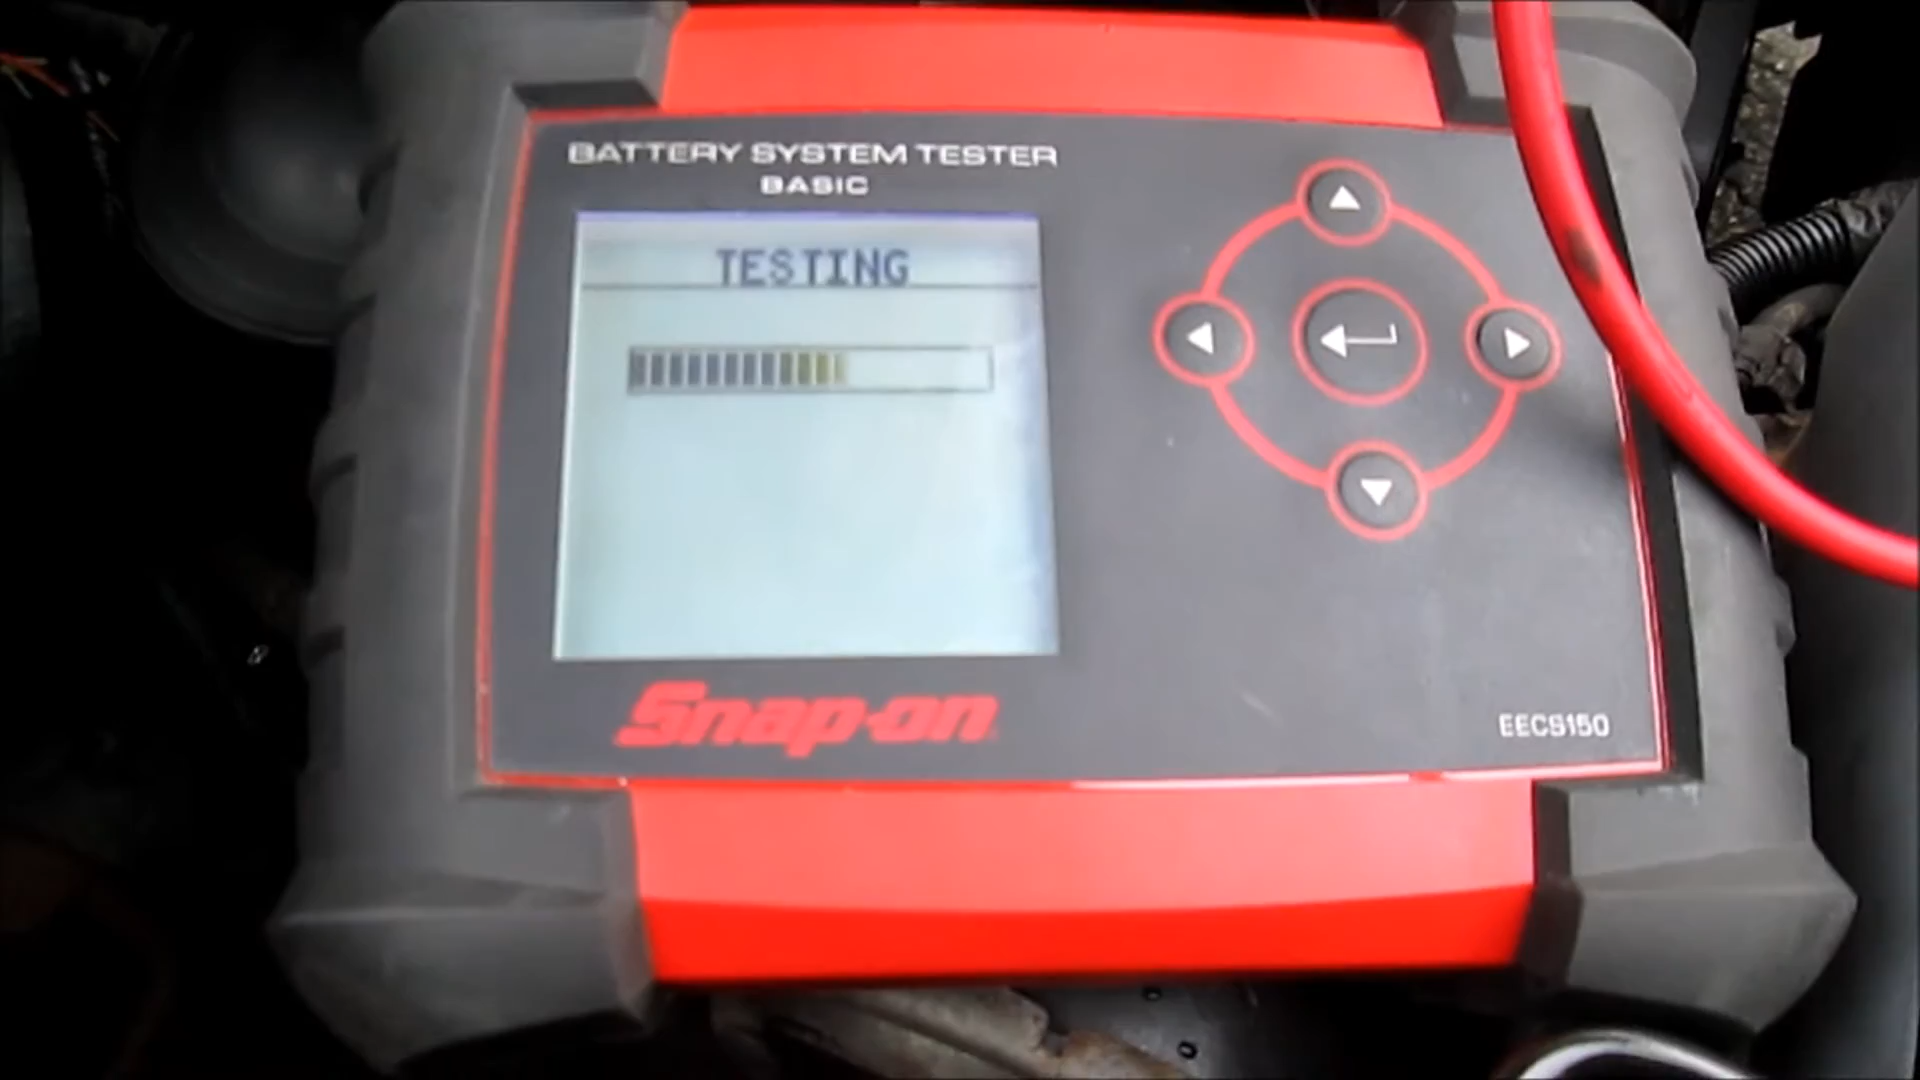 BATTERY SYSTEM TESTER
BASIC
TESTING
Snap-on
EECS150